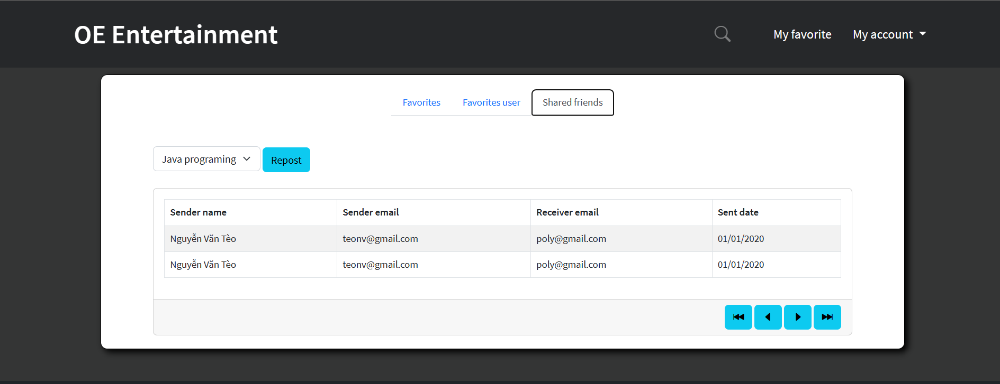 OE Entertainment
My favorite
My account
Favorites
Favorites user
Shared friends
Java programing
Repost
Sender name
Sender email
Receiver email
Sent date
Nguyễn Văn Tèo
teonv@gmail.com
poly@gmail.com
01/01/2020
Nguyễn Văn Tèo
teonv@gmail.com
poly@gmail.com
01/01/2020